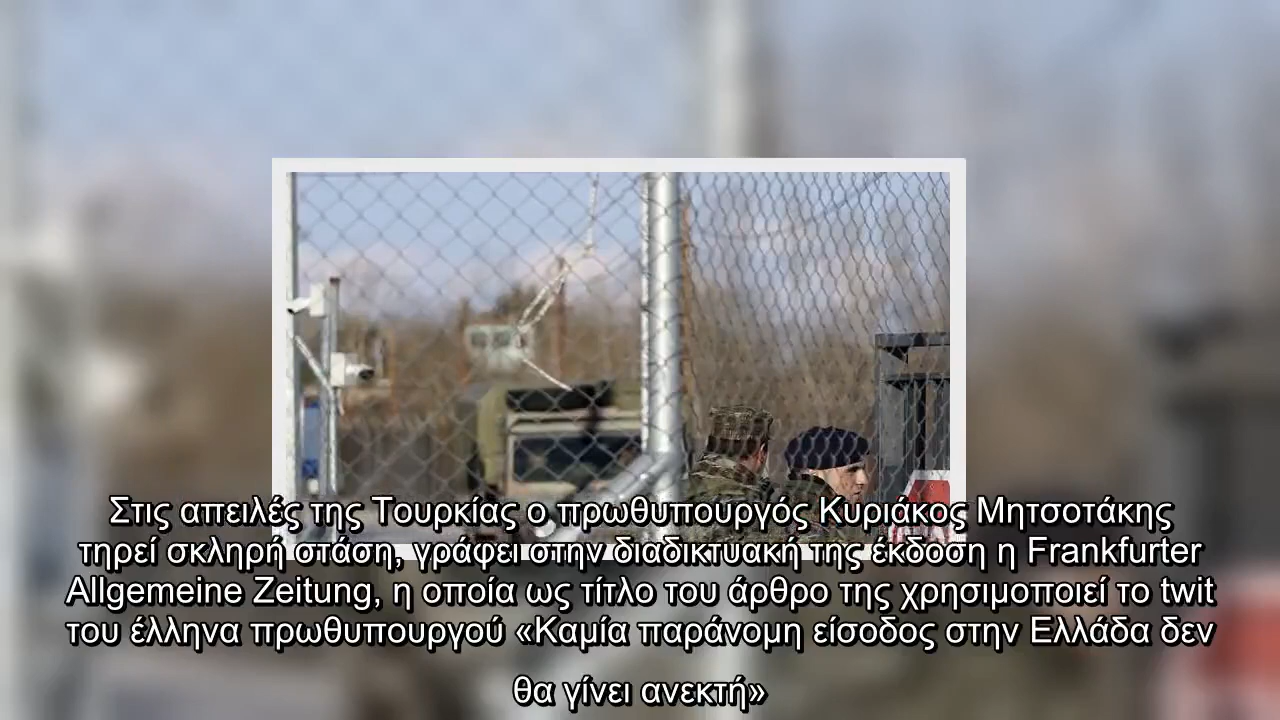 Στις απειλές της Τουρκίας ο πρωθυπουργός Κυριάκος Μητσοτάκης
τηρεί σκληρή στάση, γράφει στην διαδικτυακή της έκδοση η Frankfurter
Allgemeine Zeitung, η οποία ως τίτλο του άρθρο της χρησιμοποιεί το twit
του έλληνα πρωθυπουργού «Καμία παράνομη είσοδος στην Ελλάδα δεν
θα γίνει ανεκτή»